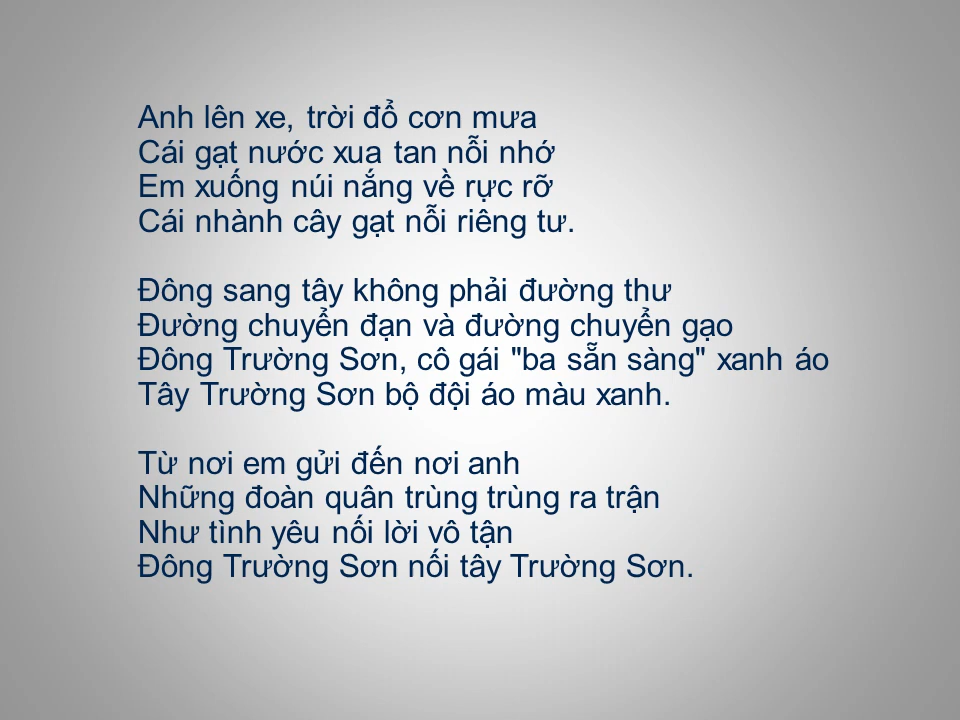 Anh lên xe, trời đổ cơn mưa
Cái gạt nước xua tan nỗi nhớ
Em xuống núi nắng về rực rỡ
Cái nhành cây gạt nỗi riêng tư.
Đông sang tây không phải đường thư
Đường chuyển đạn và đường chuyển gạo
Đông Trường Sơn, cô gái "ba sẵn sàng" xanh áo
Tây Trường Sơn bộ đội áo màu xanh.
Từ nơi em gửi đến nơi anh
Những đoàn quân trùng trùng ra trận
Như tình yêu nối lời vô tận
Đông Trường Sơn nối tây Trường Sơn.